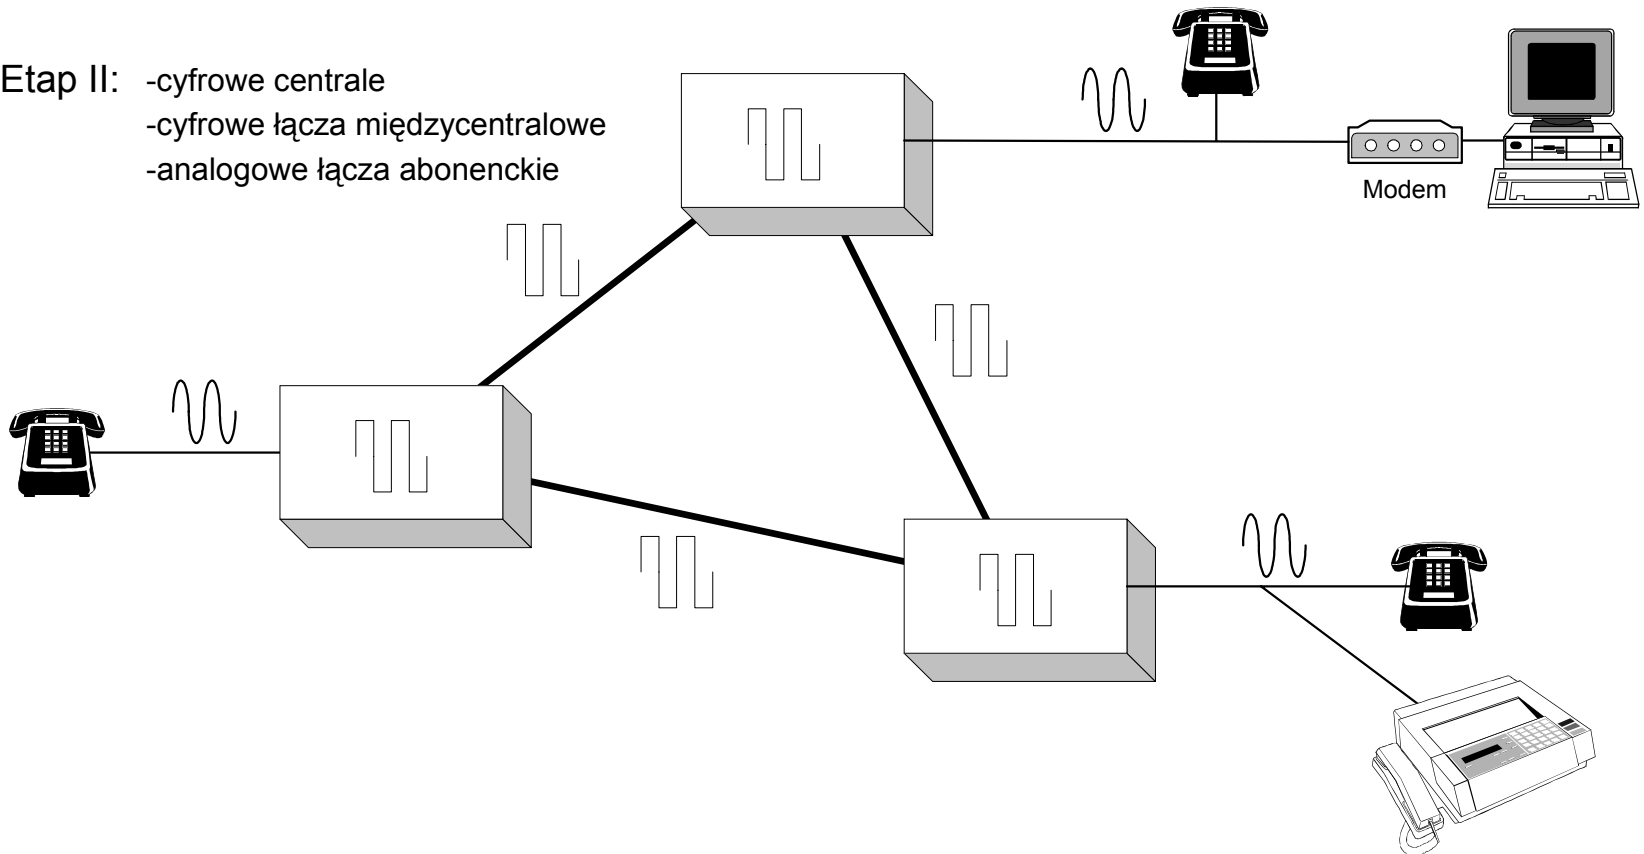 Etap II: -cyfrowe centrale
-cyfrowe łącza międzycentralowe
-analogowe łącza abonenckie
Modem